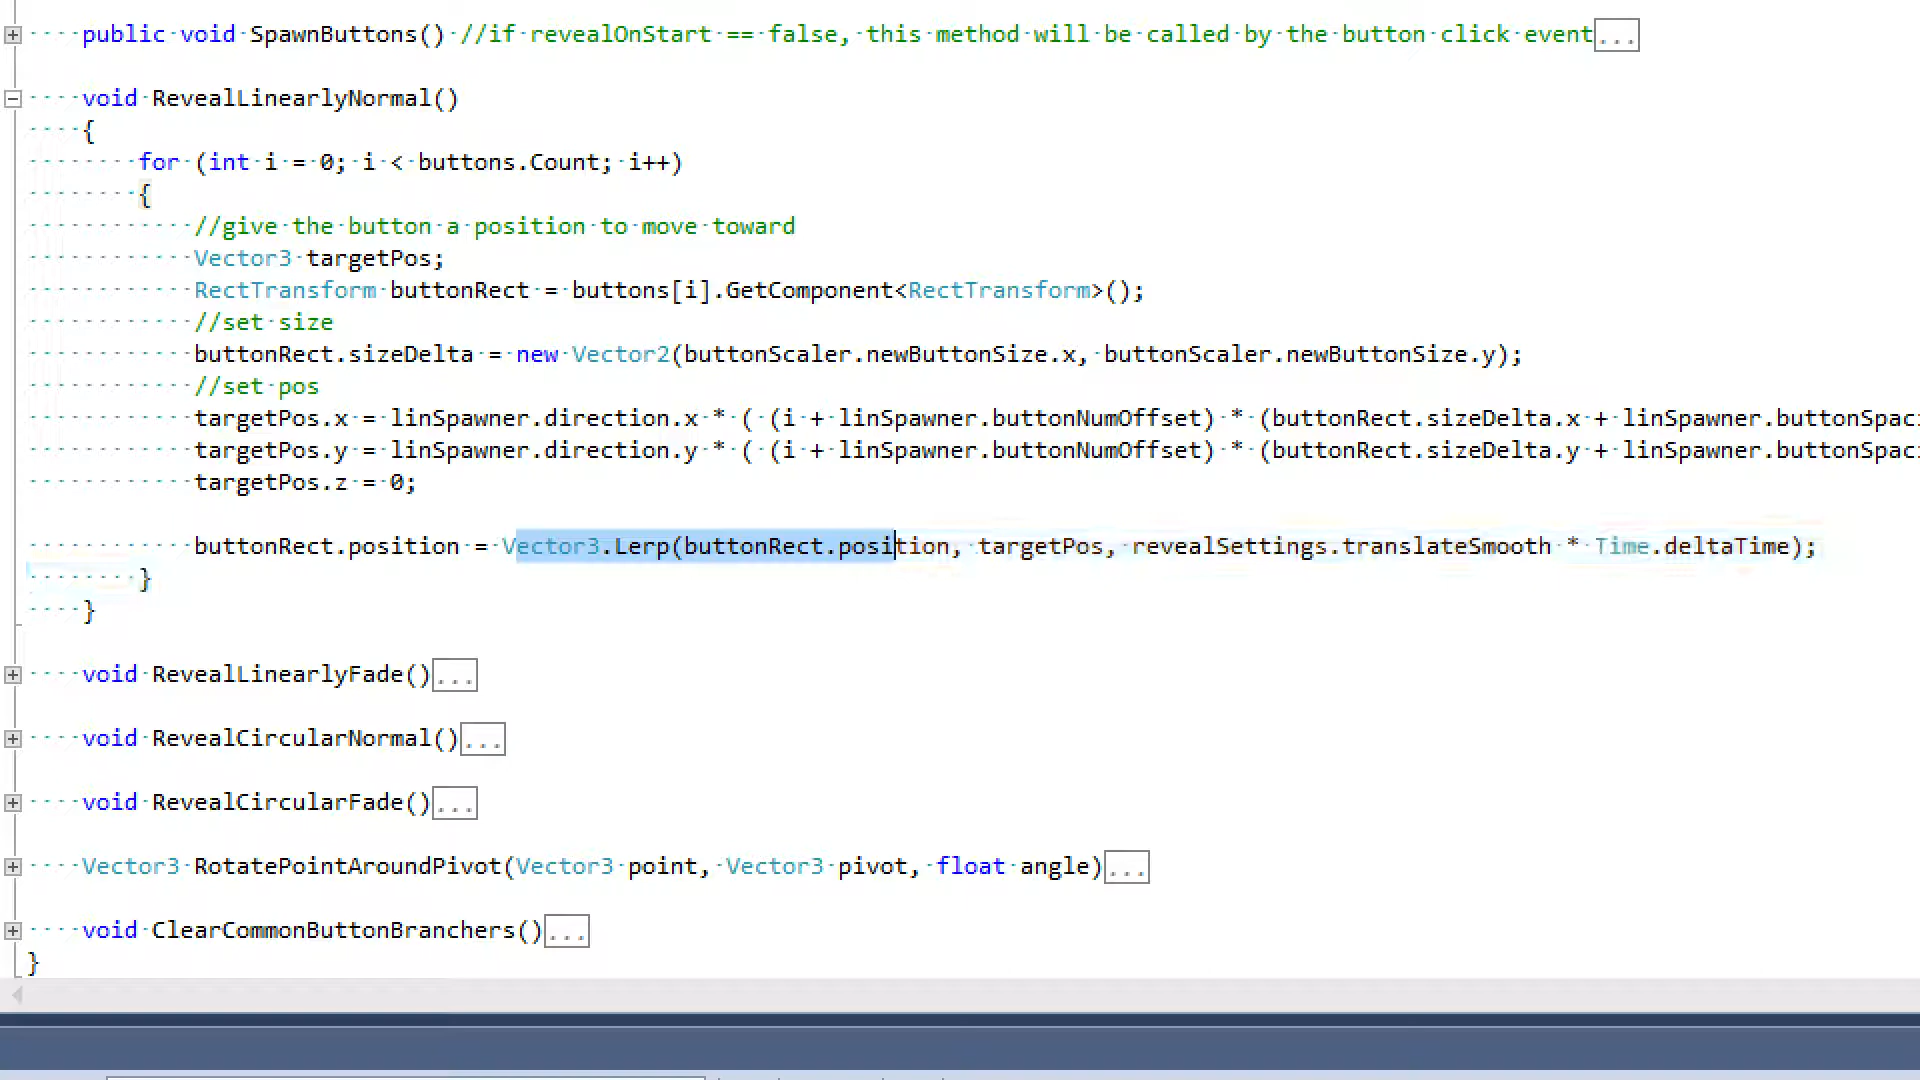 public void SpawnButtons() //if revealOnStart == false, this method will be called by the button click event...
void RevealLinearlyNormal()
{
for (int i = 0; i < buttons.Count; i++)
{
//give the button a position to move toward
Vector3 targetPos;
RectTransform buttonRect = buttons[i].GetComponent<RectTransform>();
//set size
buttonRect.sizeDelta = new Vector2(buttonScaler.newButtonSize.x, buttonScaler.newButtonSize.y);
//set pos
targetPos.x = linSpawner.direction.x * ( (i + linSpawner.buttonNumOffset) * (buttonRect.sizeDelta.x + linSpawner.buttonSpaci
targetPos.y = linSpawner.direction.y * ( (i + linSpawner.buttonNumOffset) * (buttonRect.sizeDelta.y + linSpawner.buttonSpaci
targetPos.z = 0;
buttonRect.position = Vector3.Lerp(buttonRect.position, targetPos, revealSettings.translateSmooth * Time.deltaTime);
}
}
void RevealLinearlyFade()...
void RevealCircularNormal()...
void RevealCircularFade()...
Vector3 RotatePointAroundPivot(Vector3 point, Vector3 pivot, float angle)...
void ClearCommonButtonBranchers()...
}